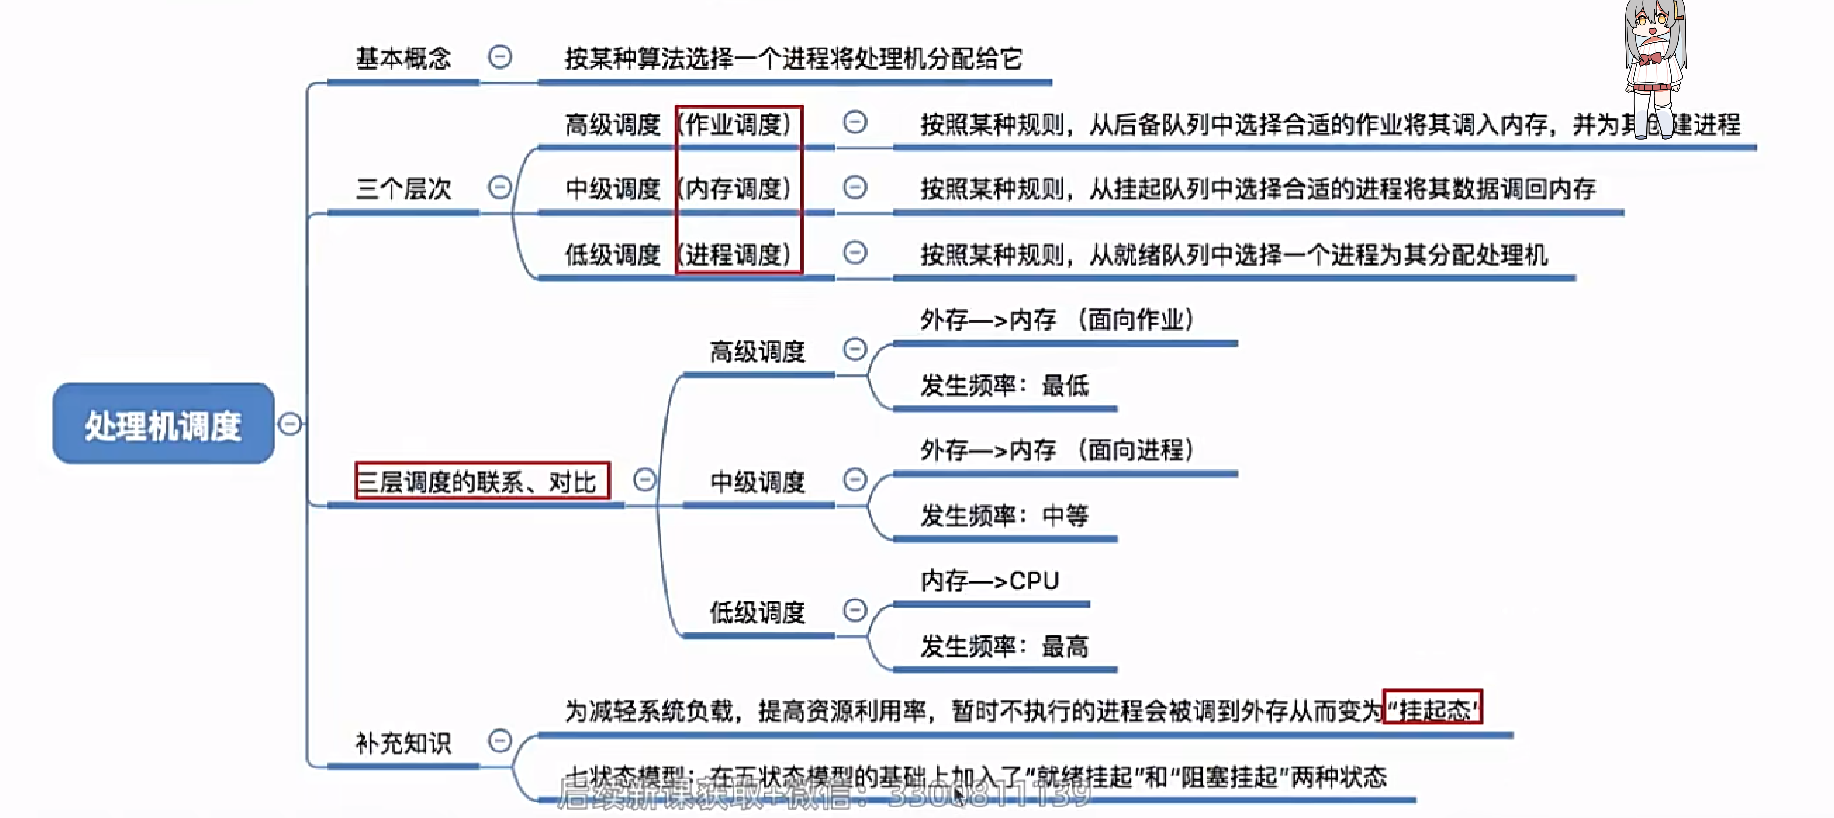 处理机调度
基本概念
按某种算法选择一个进程将处理机分配给它
三个层次
高级调度（作业调度）
按照某种规则，从后备队列中选择合适的作业将其调入内存，并为其创建进程
中级调度（内存调度）
按照某种规则，从挂起队列中选择合适的进程将其数据调回内存
低级调度（进程调度）
按照某种规则，从就绪队列中选择一个进程为其分配处理机
三层调度的联系、对比
高级调度
外存—>内存 （面向作业）
发生频率：最低
中级调度
外存—>内存 （面向进程）
发生频率：中等
低级调度
内存—>CPU
发生频率：最高
补充知识
为减轻系统负载，提高资源利用率，暂时不执行的进程会被调到外存从而变为“挂起态”
七状态模型：在五状态模型的基础上加入了“就绪挂起”和“阻塞挂起”两种状态
后续新课获取+微信：3300811139